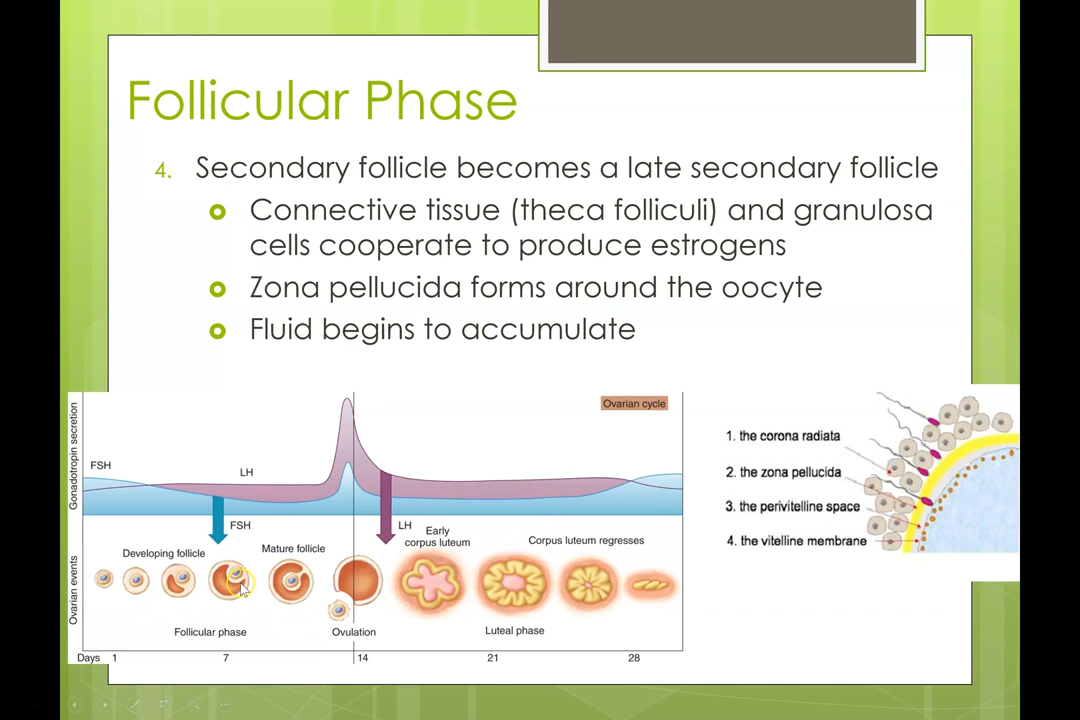 Follicular Phase
4. Secondary follicle becomes a late secondary follicle
Connective tissue (theca folliculi) and granulosa
cells cooperate to produce estrogens
Zona pellucida forms around the oocyte
Fluid begins to accumulate
Gonadotropin secretion
Ovarian cycle
FSH
LH
FSH
LH
Ovarian events
Developing follicle
Mature follicle
Early
corpus luteum
Corpus luteum regresses
Follicular phase
Ovulation
Luteal phase
Days 1 7 14 21 28
1. the corona radiata
2. the zona pellucida
3. the perivitelline space
4. the vitelline membrane